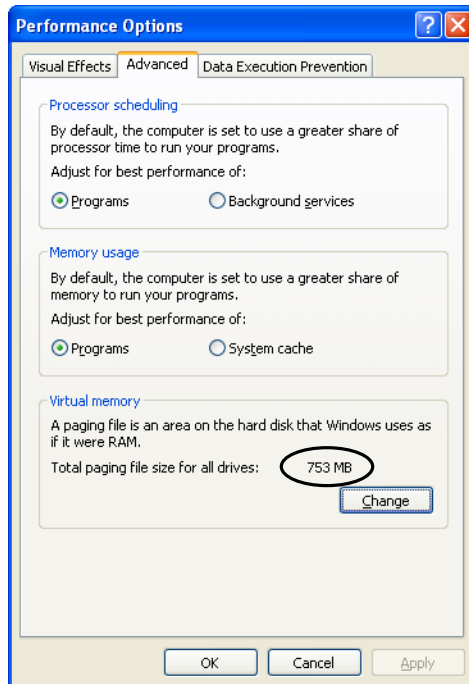 Performance Options
Visual Effects Advanced Data Execution Prevention
Processor scheduling
By default, the computer is set to use a greater share of
processor time to run your programs.
Adjust for best performance of:
Programs Background services
Memory usage
By default, the computer is set to use a greater share of
memory to run your programs.
Adjust for best performance of:
Programs System cache
Virtual memory
A paging file is an area on the hard disk that Windows uses as
if it were RAM.
Total paging file size for all drives: 753 MB
Change
OK Cancel Apply